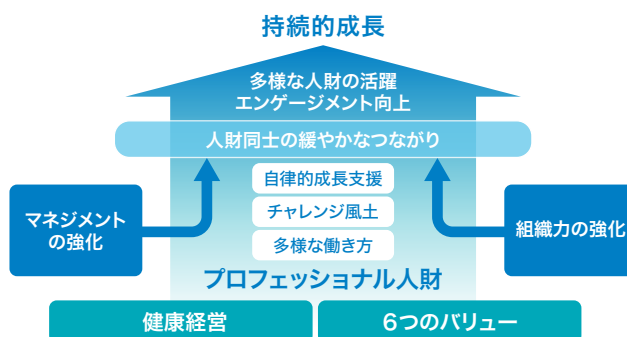 持続的成長
多様な人財の活躍
エンゲージメント向上
人財同士の緩やかなつながり
自律的成長支援
チャレンジ風土
多様な働き方
マネジメント
の強化
組織力の強化
プロフェッショナル人財
健康経営
6つのバリュー